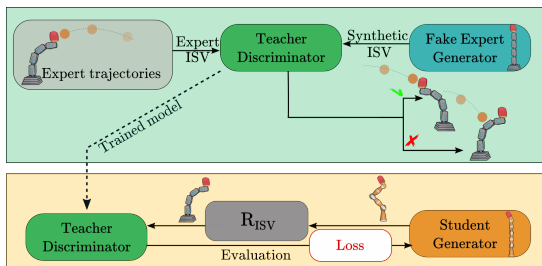 Expert trajectories
Expert
ISV
Teacher
Discriminator
Synthetic
ISV
Fake Expert
Generator
Trained model
Teacher
Discriminator
R_ISV
Evaluation
Loss
Student
Generator